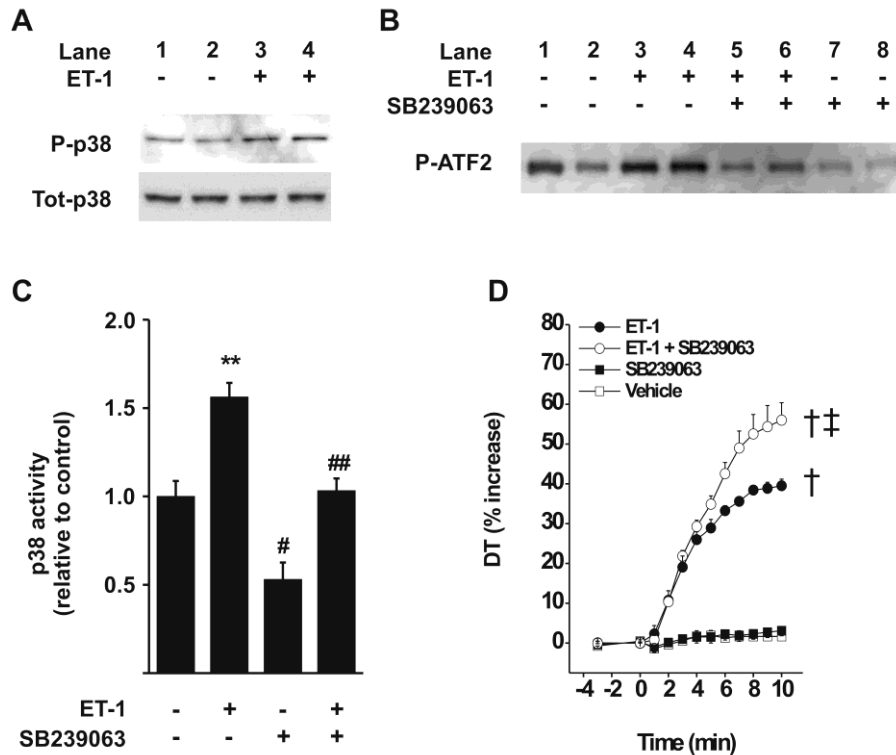 A
Lane 1 2 3 4
ET-1 - - + +
P-p38
Tot-p38
B
Lane 1 2 3 4 5 6 7 8
ET-1 - - + + + + - -
SB239063 - - - - + + + +
P-ATF2
C
p38 activity
(relative to control)
2.0
1.5
1.0
0.5
**
#
##
ET-1 - + - +
SB239063 - - + +
D
DT (% increase)
80
70
60
50
40
30
20
10
0
ET-1
ET-1 + SB239063
SB239063
Vehicle
†‡
†
-4 -2 0 2 4 6 8 10
Time (min)